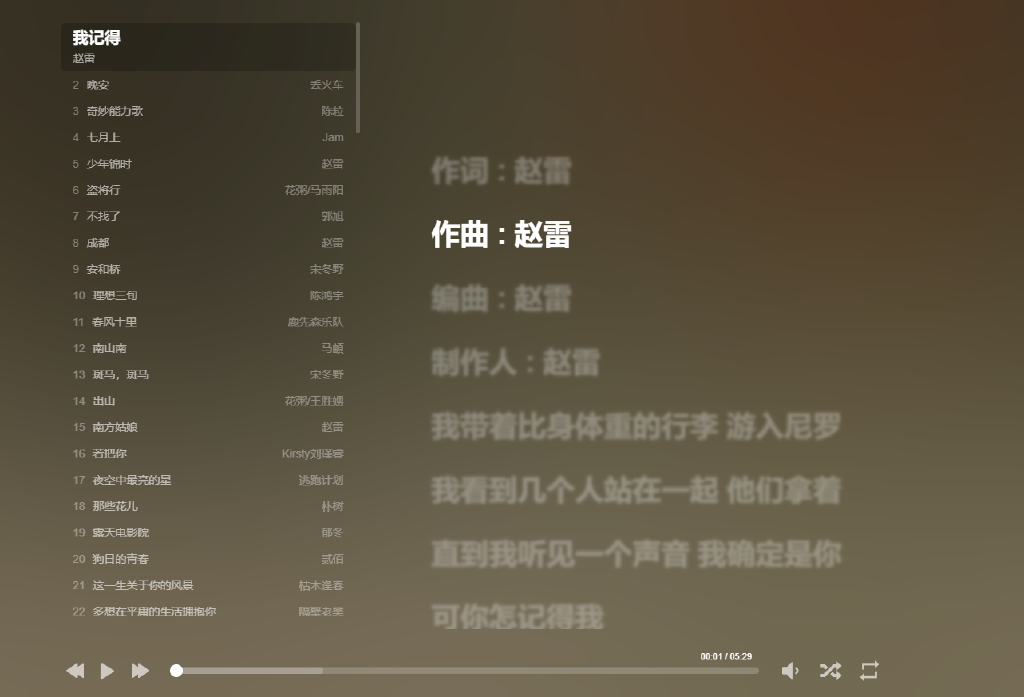 我记得
赵雷
2 晚安 丢火车
3 奇妙能力歌 陈粒
4 七月上 Jam
5 少年锦时 赵雷
6 盗将行 花粥/马雨阳
7 不找了 郭旭
8 成都 赵雷
9 安和桥 宋冬野
10 理想三旬 陈鸿宇
11 春风十里 鹿先森乐队
12 南山南 马頔
13 斑马，斑马 宋冬野
14 出山 花粥/王胜娚
15 南方姑娘 赵雷
16 若把你 Kirsty刘瑾睿
17 夜空中最亮的星 逃跑计划
18 那些花儿 朴树
19 露天电影院 郁冬
20 狗日的青春 贰佰
21 这一生关于你的风景 枯木逢春
22 多想在平庸的生活拥抱你 隔壁老樊
作词：赵雷
作曲：赵雷
编曲：赵雷
制作人：赵雷
我带着比身体重的行李 游入尼罗
我看到几个人站在一起 他们拿着
直到我听见一个声音 我确定是你
可你怎记得我
00:01 / 05:29